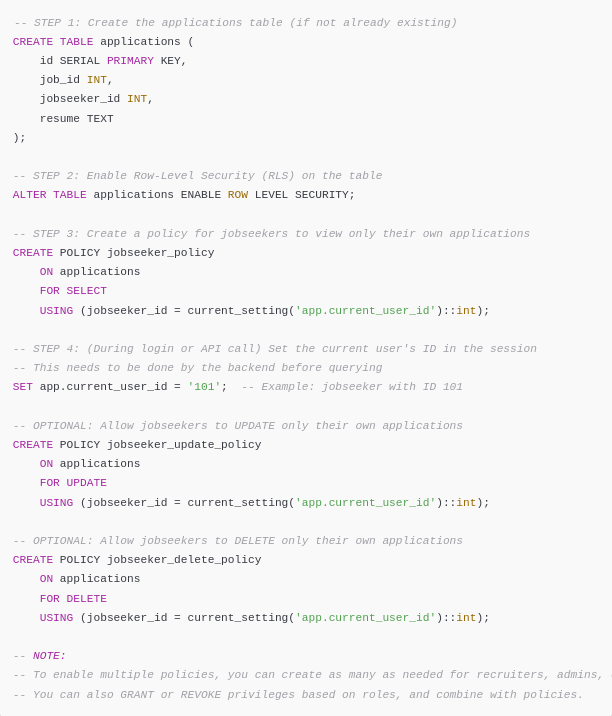 -- STEP 1: Create the applications table (if not already existing)
CREATE TABLE applications (
    id SERIAL PRIMARY KEY,
    job_id INT,
    jobseeker_id INT,
    resume TEXT
);

-- STEP 2: Enable Row-Level Security (RLS) on the table
ALTER TABLE applications ENABLE ROW LEVEL SECURITY;

-- STEP 3: Create a policy for jobseekers to view only their own applications
CREATE POLICY jobseeker_policy
    ON applications
    FOR SELECT
    USING (jobseeker_id = current_setting('app.current_user_id')::int);

-- STEP 4: (During login or API call) Set the current user's ID in the session
-- This needs to be done by the backend before querying
SET app.current_user_id = '101';  -- Example: jobseeker with ID 101

-- OPTIONAL: Allow jobseekers to UPDATE only their own applications
CREATE POLICY jobseeker_update_policy
    ON applications
    FOR UPDATE
    USING (jobseeker_id = current_setting('app.current_user_id')::int);

-- OPTIONAL: Allow jobseekers to DELETE only their own applications
CREATE POLICY jobseeker_delete_policy
    ON applications
    FOR DELETE
    USING (jobseeker_id = current_setting('app.current_user_id')::int);

-- NOTE:
-- To enable multiple policies, you can create as many as needed for recruiters, admins,
-- You can also GRANT or REVOKE privileges based on roles, and combine with policies.